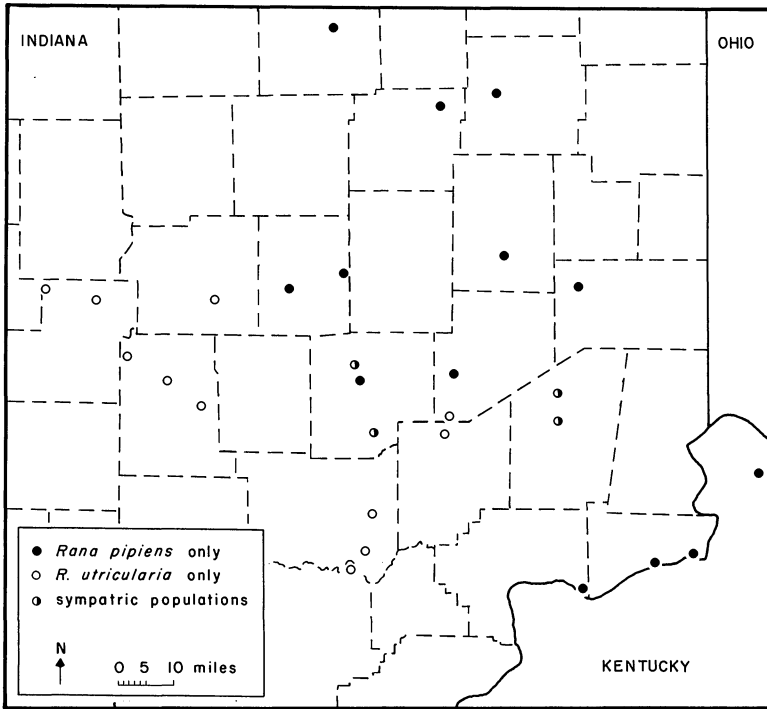 INDIANA
OHIO
Rana pipiens only
R. utricularia only
sympatric populations
N
0 5 10 miles
KENTUCKY